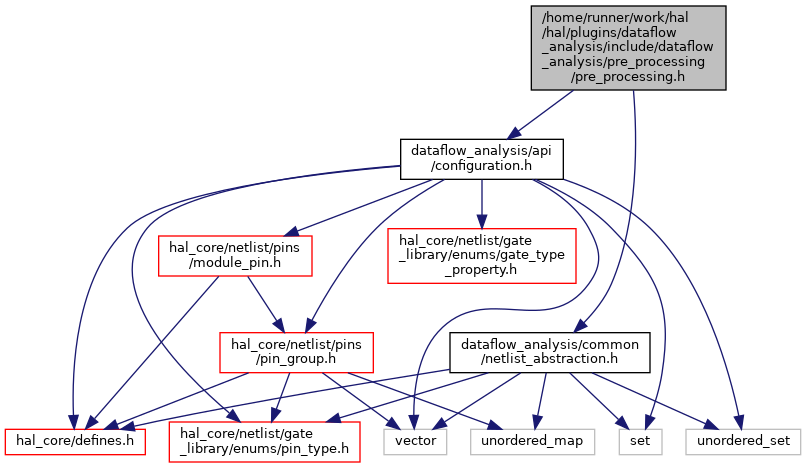 /home/runner/work/hal
/hal/plugins/dataflow
_analysis/include/dataflow
_analysis/pre_processing
/pre_processing.h
dataflow_analysis/api
/configuration.h
hal_core/netlist/pins
/module_pin.h
hal_core/netlist/gate
_library/enums/gate_type
_property.h
hal_core/netlist/pins
/pin_group.h
dataflow_analysis/common
/netlist_abstraction.h
hal_core/defines.h
hal_core/netlist/gate
_library/enums/pin_type.h
vector
unordered_map
set
unordered_set